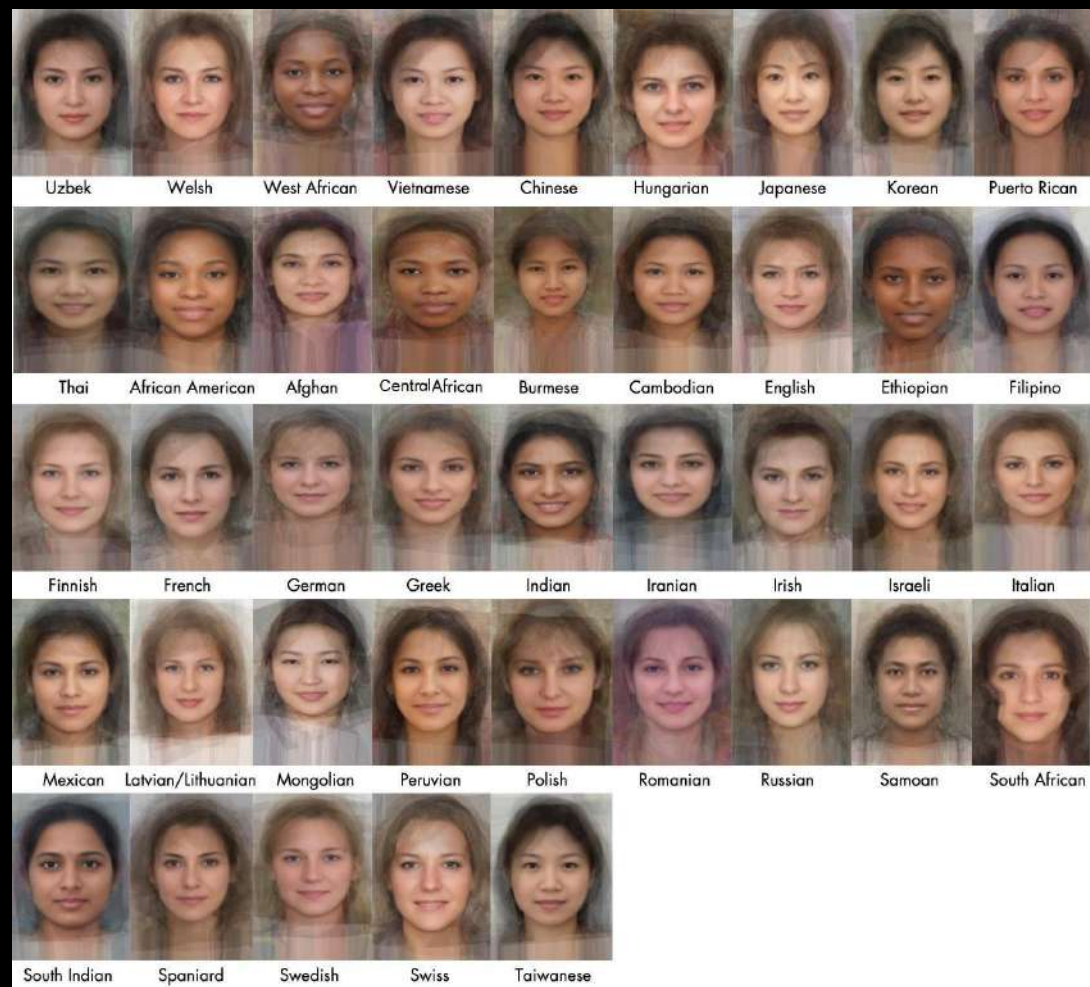 Uzbek Welsh West African Vietnamese Chinese Hungarian Japanese Korean Puerto Rican
Thai African American Afghan CentralAfrican Burmese Cambodian English Ethiopian Filipino
Finnish French German Greek Indian Iranian Irish Israeli Italian
Mexican Latvian/Lithuanian Mongolian Peruvian Polish Romanian Russian Samoan South African
South Indian Spaniard Swedish Swiss Taiwanese